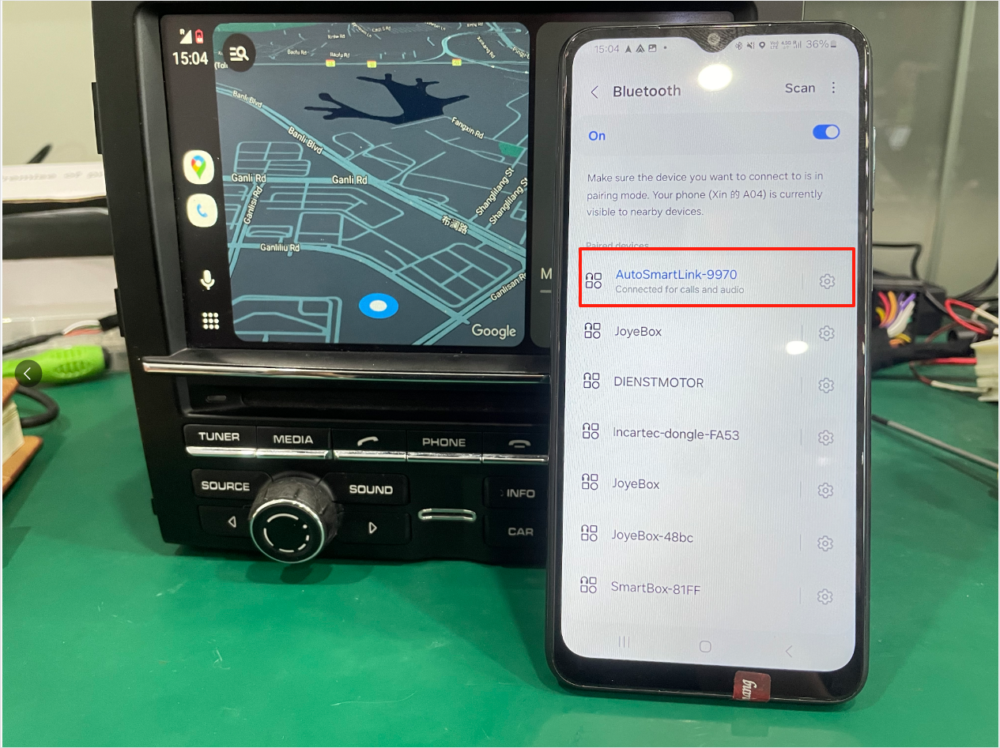 R
15:04
Banli Blvd
Banli Blvd
Fangxin Rd
Ganli Rd
Ganli Rd
Ganlisi Rd
Shanglilang St
Shanglilang St
布澜路
Ganliliu Rd
Ganlisan R
Google
M
TUNER
MEDIA
PHONE
SOURCE
SOUND
INFO
CAR
15:04
36%
Bluetooth
Scan
On
Make sure the device you want to connect to is in
pairing mode. Your phone (Xin 的 A04) is currently
visible to nearby devices.
Paired devices
AutoSmartLink-9970
Connected for calls and audio
JoyeBox
DIENSTMOTOR
Incartec-dongle-FA53
JoyeBox
JoyeBox-48bc
SmartBox-81FF